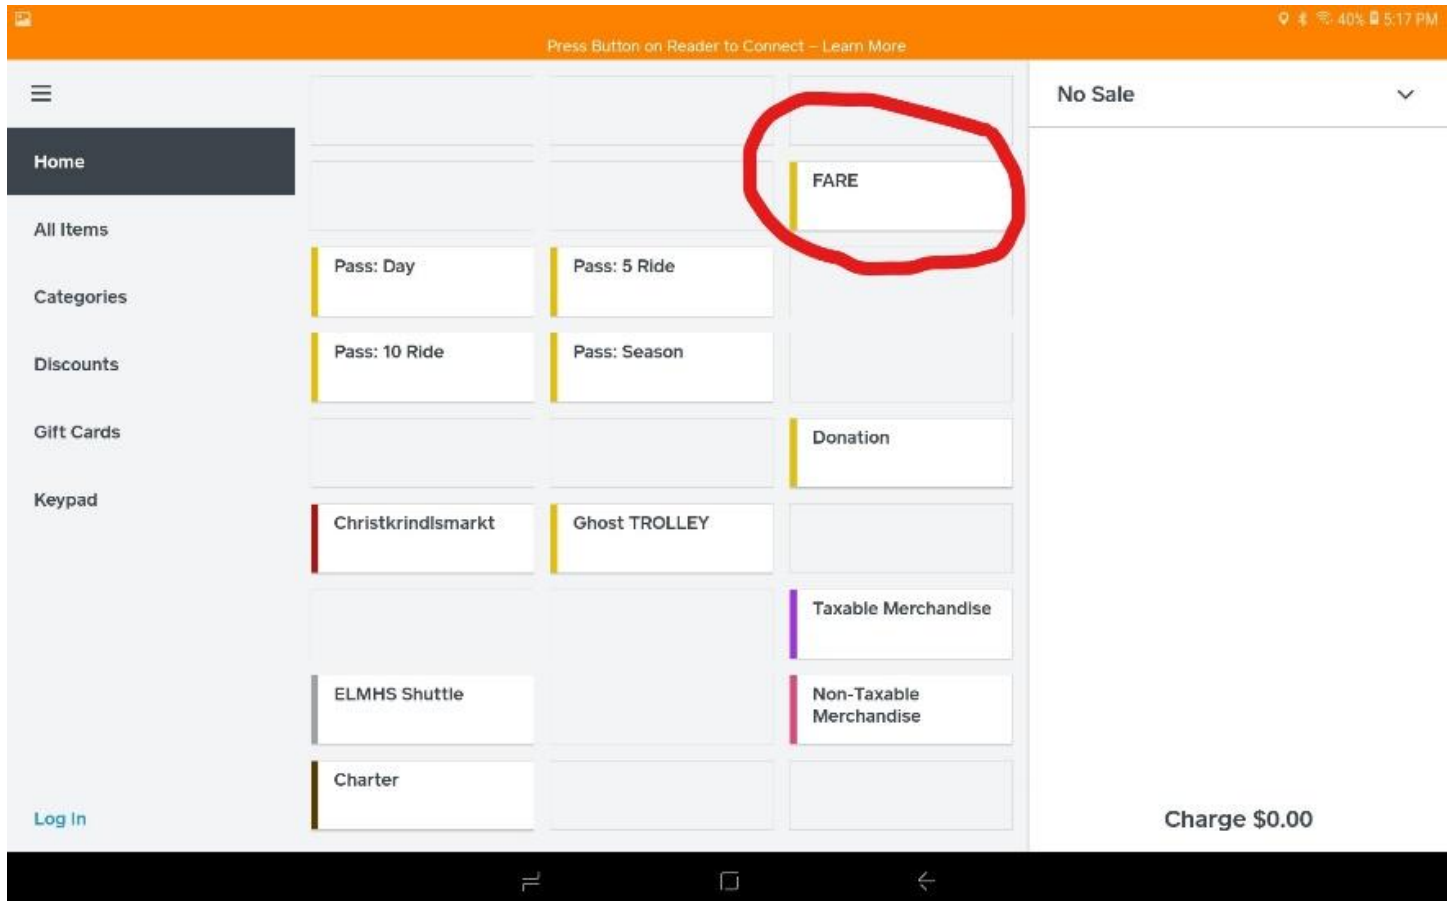 40% 5:17 PM
Press Button on Reader to Connect – Learn More
No Sale
Home
All Items
Categories
Discounts
Gift Cards
Keypad
Log In
FARE
Pass: Day
Pass: 5 Ride
Pass: 10 Ride
Pass: Season
Donation
Christkrindlsmarkt
Ghost TROLLEY
Taxable Merchandise
ELMHS Shuttle
Non-Taxable
Merchandise
Charter
Charge $0.00